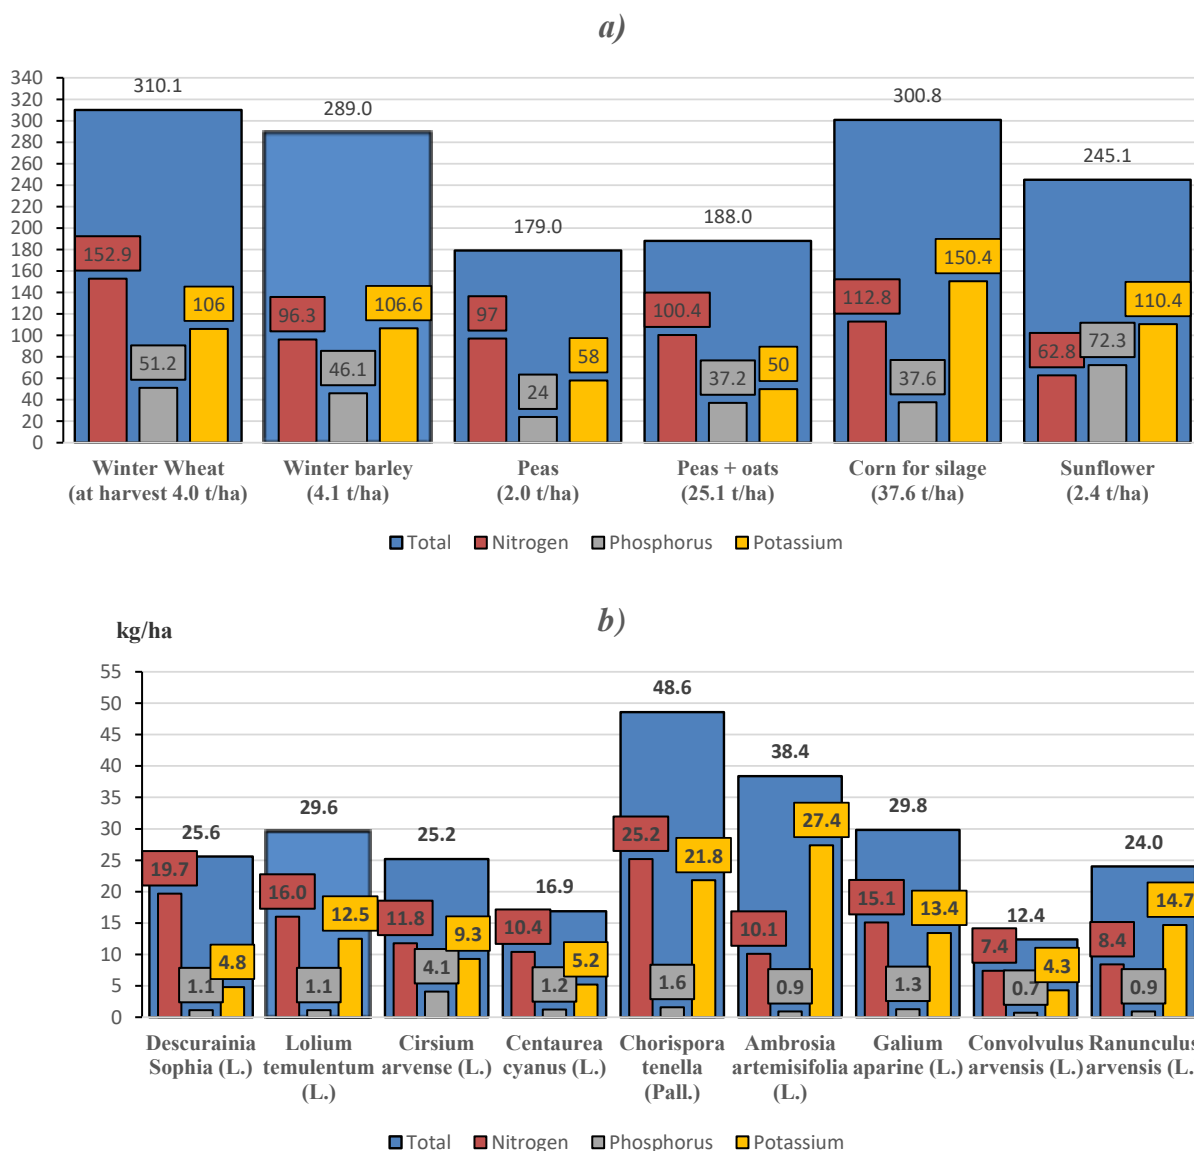 a)
340
320
300
280
260
240
220
200
180
160
140
120
100
80
60
40
20
0
310.1
289.0
179.0
188.0
300.8
245.1
152.9
51.2
106
96.3
46.1
106.6
97
24
58
100.4
37.2
50
112.8
37.6
150.4
62.8
72.3
110.4
Winter Wheat
(at harvest 4.0 t/ha)
Winter barley
(4.1 t/ha)
Peas
(2.0 t/ha)
Peas + oats
(25.1 t/ha)
Corn for silage
(37.6 t/ha)
Sunflower
(2.4 t/ha)
Total Nitrogen Phosphorus Potassium
b)
kg/ha
55
50
45
40
35
30
25
20
15
10
5
0
25.6
29.6
25.2
16.9
48.6
38.4
29.8
12.4
24.0
19.7
1.1
4.8
16.0
1.1
12.5
11.8
4.1
9.3
10.4
1.2
5.2
25.2
1.6
21.8
10.1
0.9
27.4
15.1
1.3
13.4
7.4
0.7
4.3
8.4
0.9
14.7
Descurainia
Sophia (L.)
Lolium
temulentum
(L.)
Cirsium
arvense (L.)
Centaurea
cyanus (L.)
Chorispora
tenella
(Pall.)
Ambrosia
artemisifolia
(L.)
Galium
aparine (L.)
Convolvulus
arvensis (L.)
Ranunculus
arvensis (L.
Total Nitrogen Phosphorus Potassium